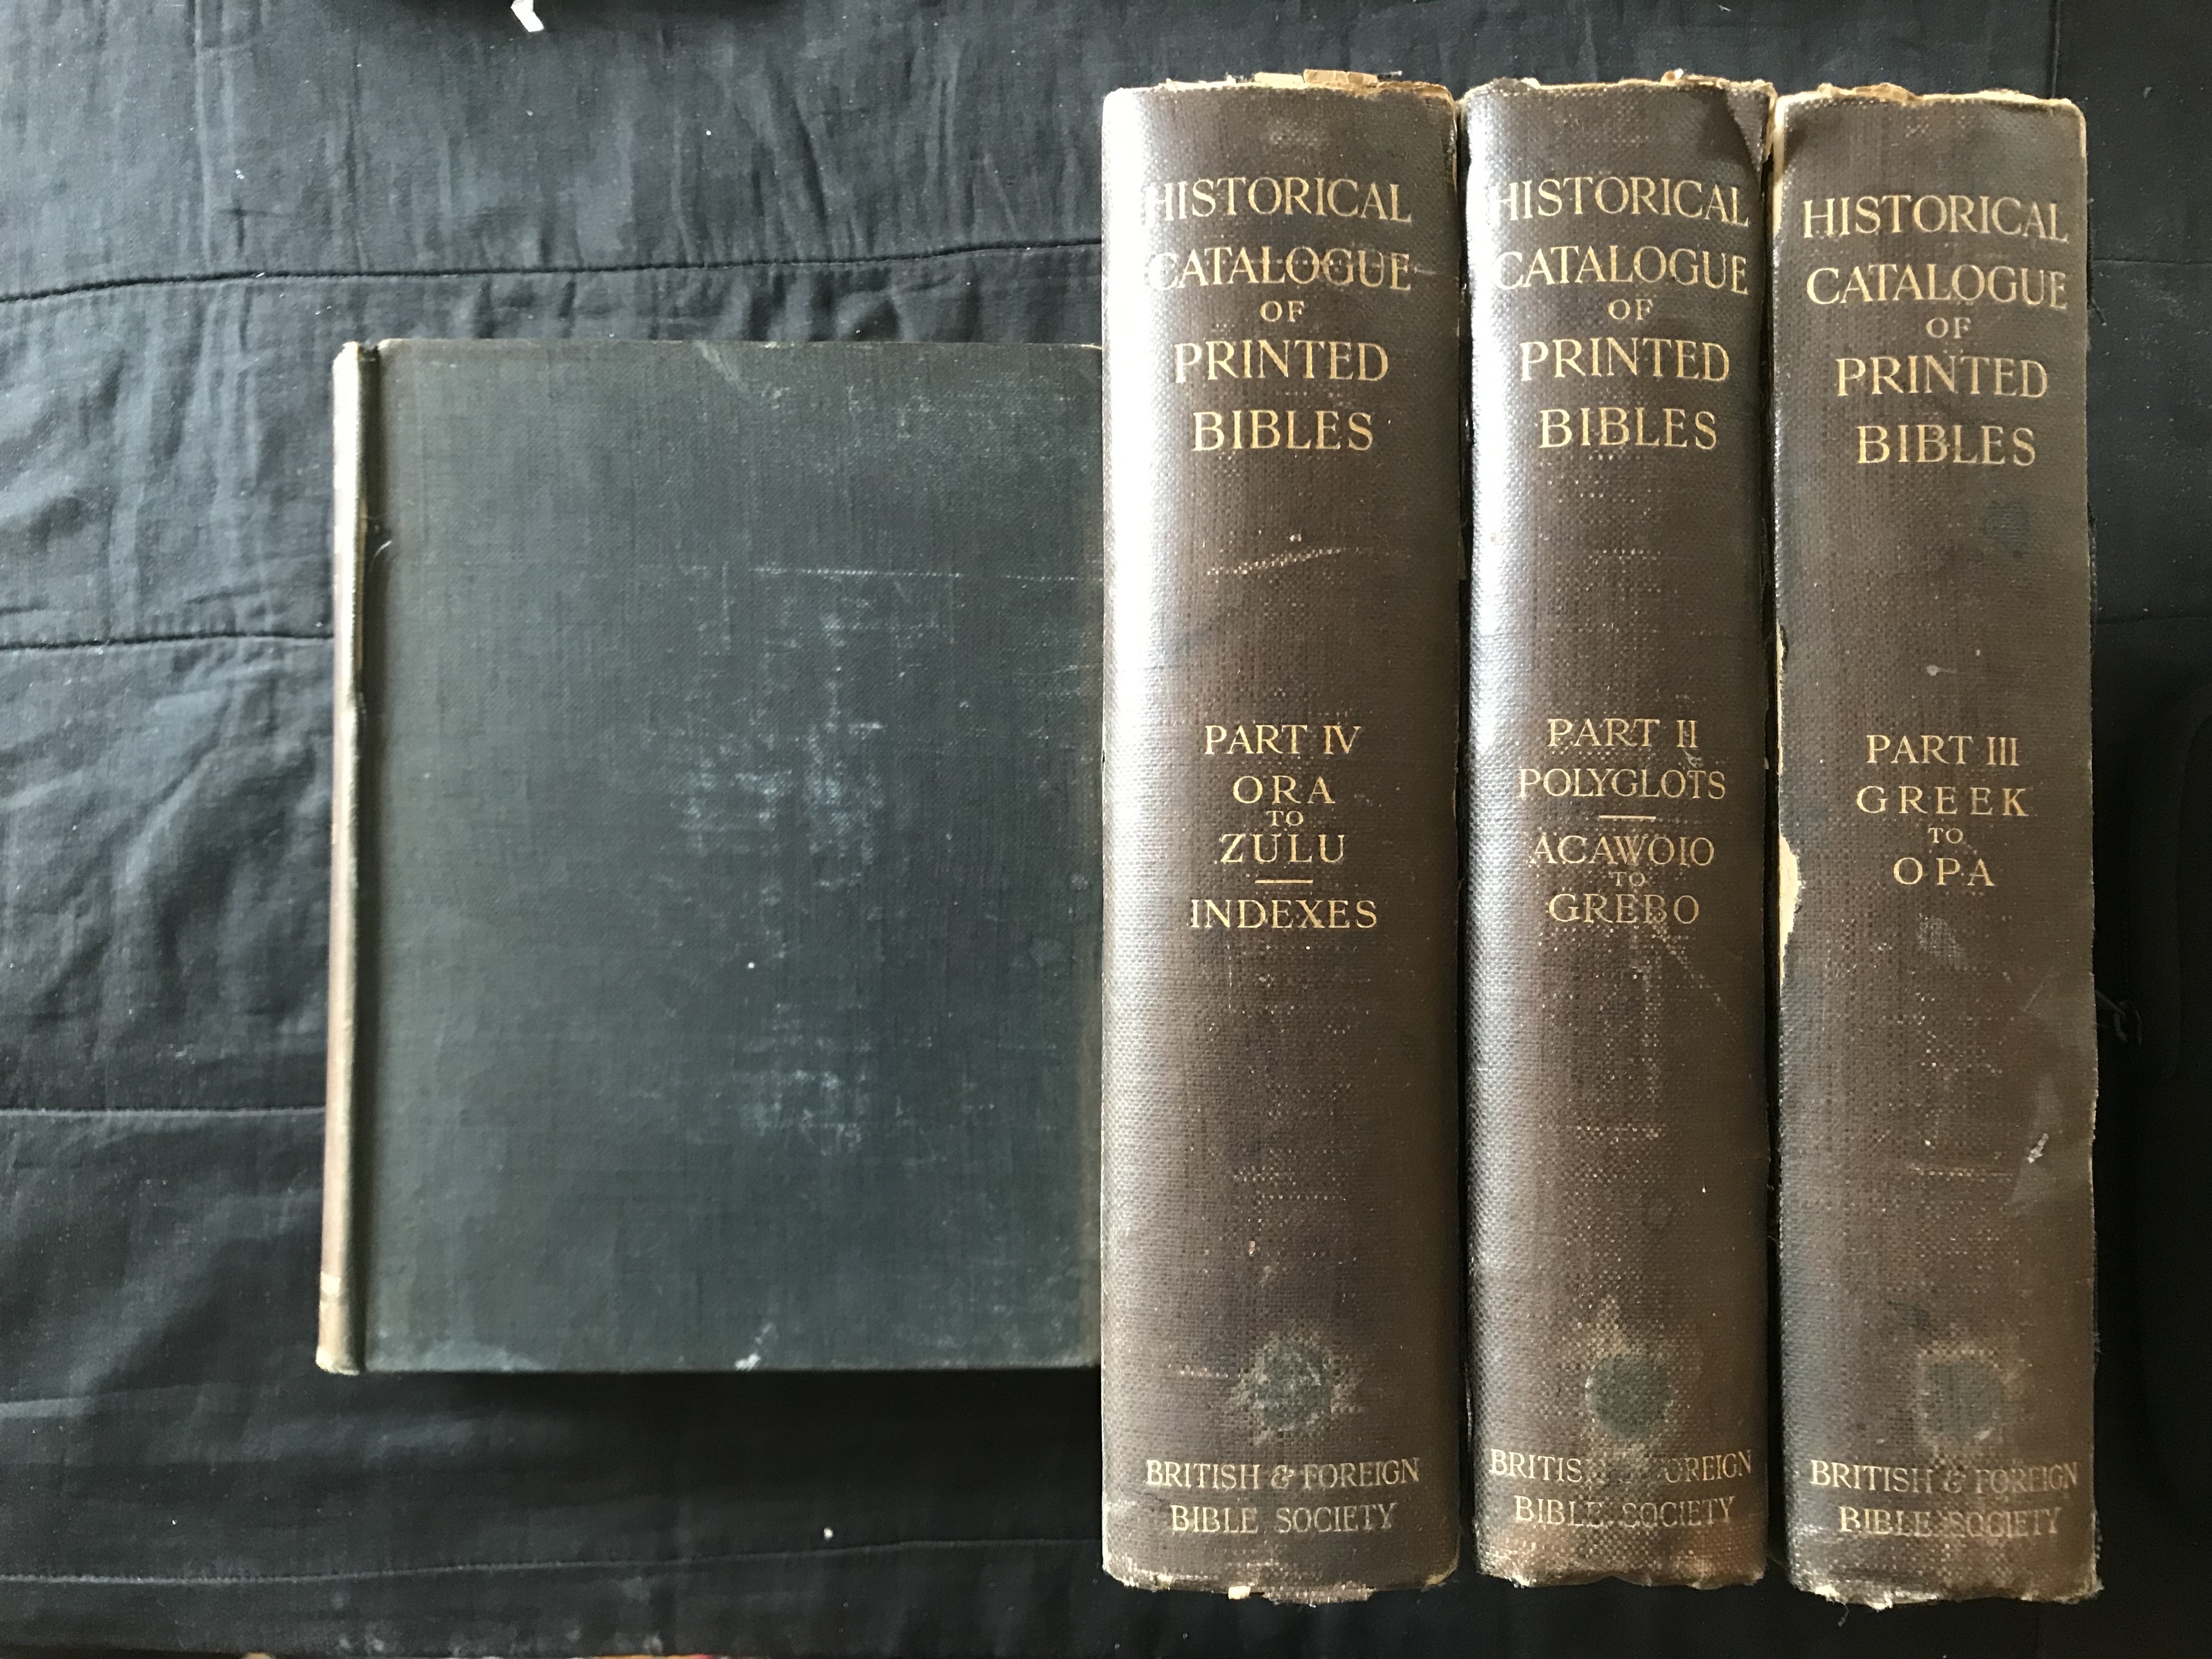 HISTORICAL
CATALOGUE
OF
PRINTED
BIBLES
PART IV
ORA
TO
ZULU
INDEXES
BRITISH & FOREIGN
BIBLE SOCIETY
HISTORICAL
CATALOGUE
OF
PRINTED
BIBLES
PART II
POLYGLOTS
ACAWOIO
TO
GREBO
BRITIS OREIGN
BIBLE SOCIETY
HISTORICAL
CATALOGUE
OF
PRINTED
BIBLES
PART III
GREEK
TO
OPA
BRITISH & FOREIGN
BIBLE SOCIETY